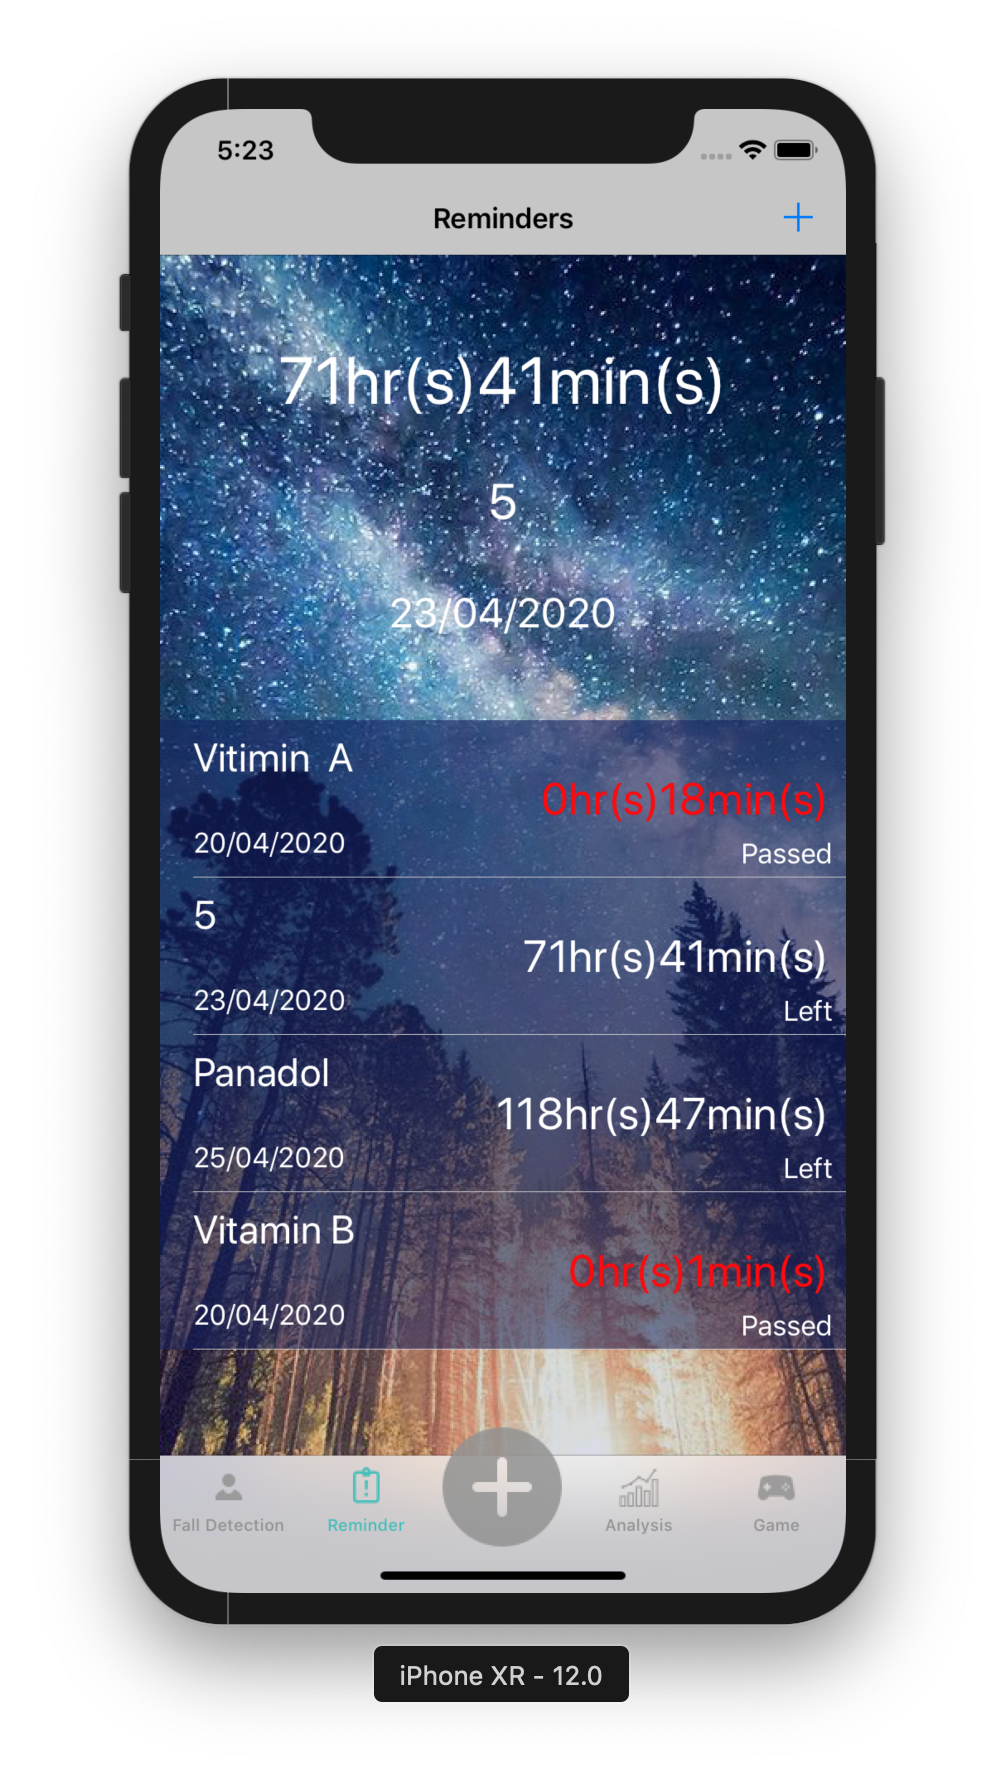 5:23
Reminders
71hr(s)41min(s)
5
23/04/2020
Vitimin  A
0hr(s)18min(s)
20/04/2020
Passed
5
71hr(s)41min(s)
23/04/2020
Left
Panadol
118hr(s)47min(s)
25/04/2020
Left
Vitamin B
0hr(s)1min(s)
20/04/2020
Passed
Fall Detection Reminder Analysis Game
iPhone XR - 12.0